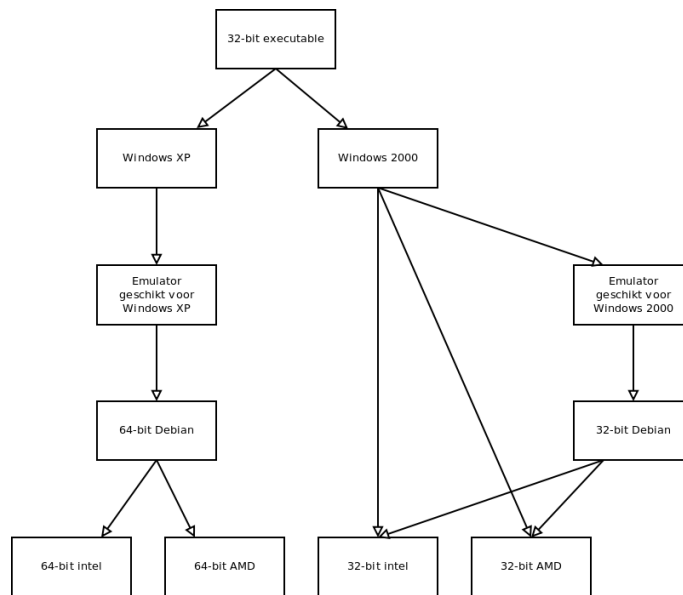 32-bit executable
Windows XP
Windows 2000
Emulator
geschikt voor
Windows XP
Emulator
geschikt voor
Windows 2000
64-bit Debian
32-bit Debian
64-bit intel
64-bit AMD
32-bit intel
32-bit AMD